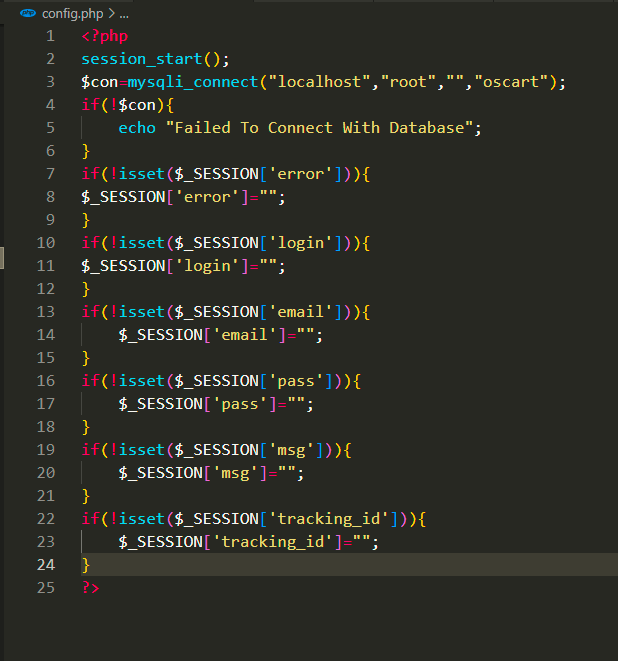 config.php > ...
1 <?php
2 session_start();
3 $con=mysqli_connect("localhost","root","","oscart");
4 if(!$con){
5     echo "Failed To Connect With Database";
6 }
7 if(!isset($_SESSION['error'])){
8 $_SESSION['error']="";
9 }
10 if(!isset($_SESSION['login'])){
11 $_SESSION['login']="";
12 }
13 if(!isset($_SESSION['email'])){
14     $_SESSION['email']="";
15 }
16 if(!isset($_SESSION['pass'])){
17     $_SESSION['pass']="";
18 }
19 if(!isset($_SESSION['msg'])){
20     $_SESSION['msg']="";
21 }
22 if(!isset($_SESSION['tracking_id'])){
23     $_SESSION['tracking_id']="";
24 }
25 ?>